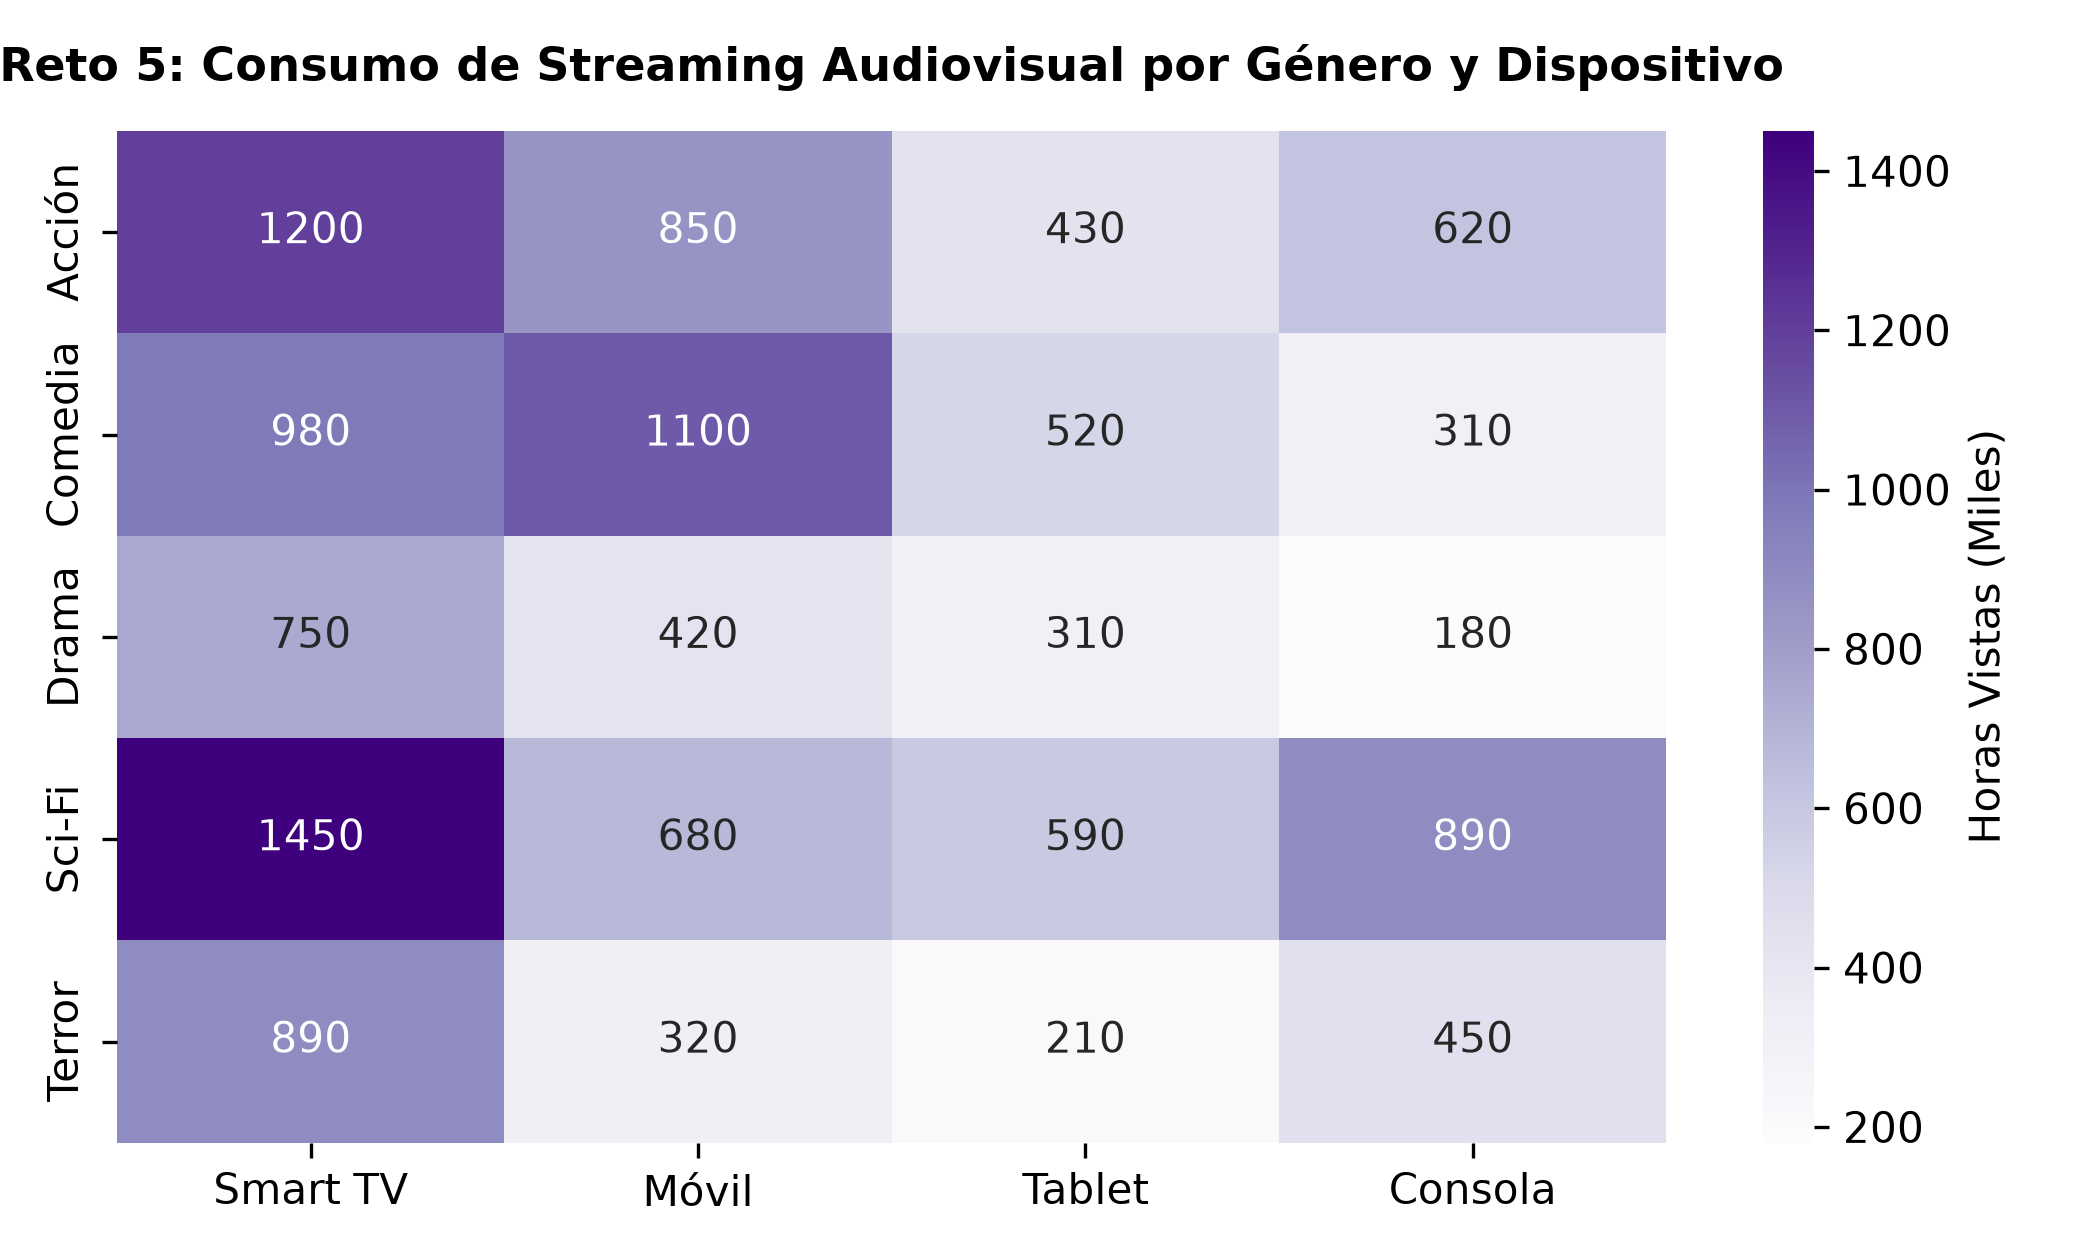 Reto 5: Consumo de Streaming Audiovisual por Género y Dispositivo
Acción
1200
850
430
620
Comedia
980
1100
520
310
Drama
750
420
310
180
Sci-Fi
1450
680
590
890
Terror
890
320
210
450
Smart TV
Móvil
Tablet
Consola
1400
1200
1000
800
600
400
200
Horas Vistas (Miles)